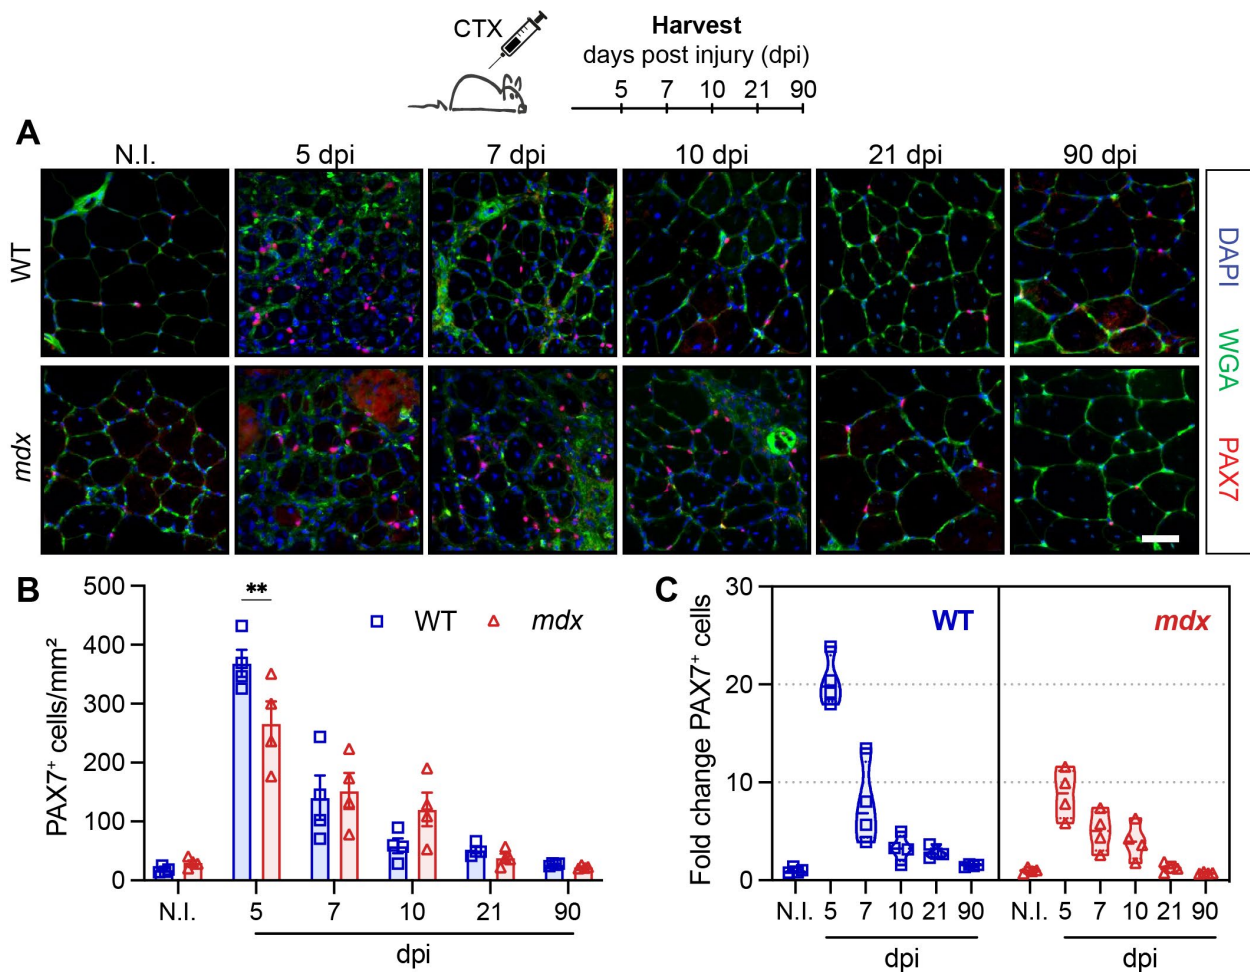 CTX
Harvest
days post injury (dpi)
5 7 10 21 90
A
N.I. 5 dpi 7 dpi 10 dpi 21 dpi 90 dpi
WT
mdx
DAPI WGA PAX7
B
**
WT mdx
PAX7⁺ cells/mm²
500
400
300
200
100
0
N.I. 5 7 10 21 90
dpi
C
WT mdx
Fold change PAX7⁺ cells
30
20
10
0
N.I. 5 7 10 21 90 N.I. 5 7 10 21 90
dpi dpi